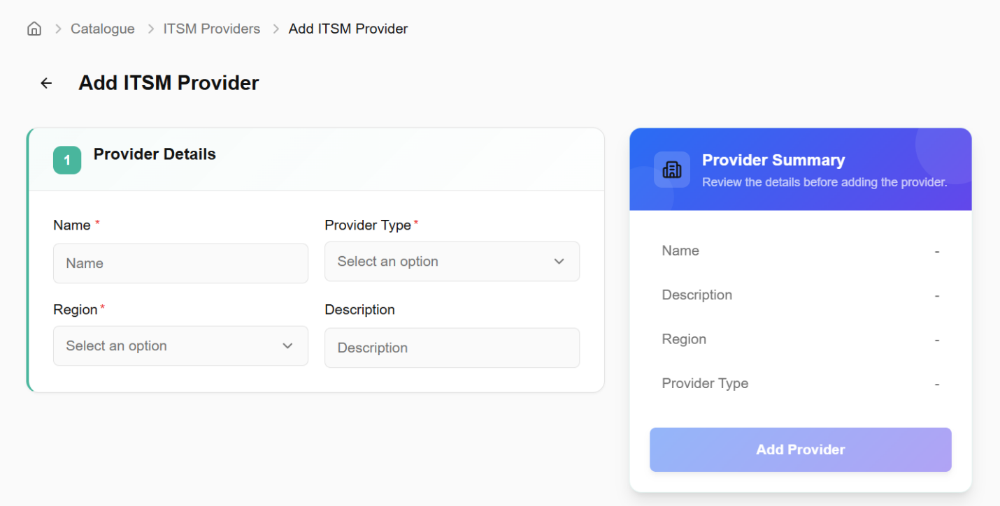 Catalogue > ITSM Providers > Add ITSM Provider
← Add ITSM Provider
1 Provider Details
Name * Provider Type *
Name Select an option
Region * Description
Select an option Description
Provider Summary
Review the details before adding the provider.
Name -
Description -
Region -
Provider Type -
Add Provider